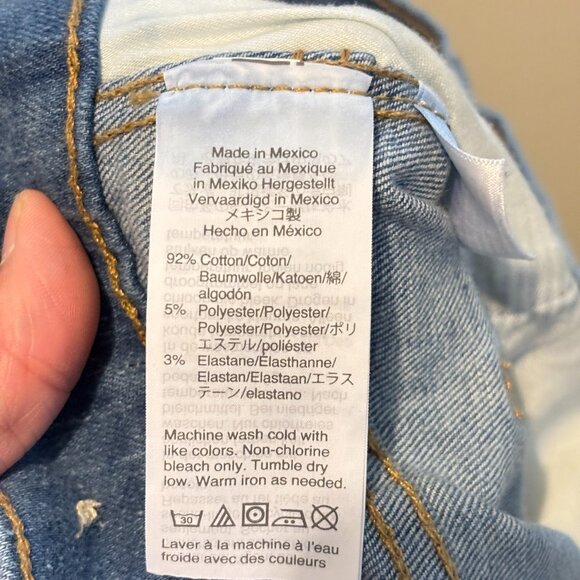 Made in Mexico
Fabriqué au Mexique
in Mexiko Hergestellt
Vervaardigd in Mexico
メキシコ製
Hecho en México
92% Cotton/Coton/
Baumwolle/Katoen/綿/
algodón
5% Polyester/Polyester/
Polyester/Polyester/ポリ
エステル/poliéster
3% Elastane/Élasthanne/
Elastan/Elastaan/エラス
テーン/elastano
Machine wash cold with
like colors. Non-chlorine
bleach only. Tumble dry
low. Warm iron as needed.
30
Laver à la machine à l'eau
froide avec des couleurs